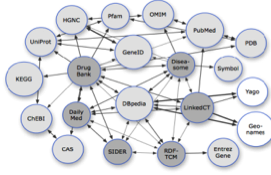 HGNC
Pfam
OMIM
PubMed
UniProt
GeneID
PDB
KEGG
Drug
Bank
Disea-
some
Symbol
ChEBI
Daily
Med
DBpedia
LinkedCT
Yago
Geo-
names
CAS
SIDER
RDF-
TCM
Entrez
Gene